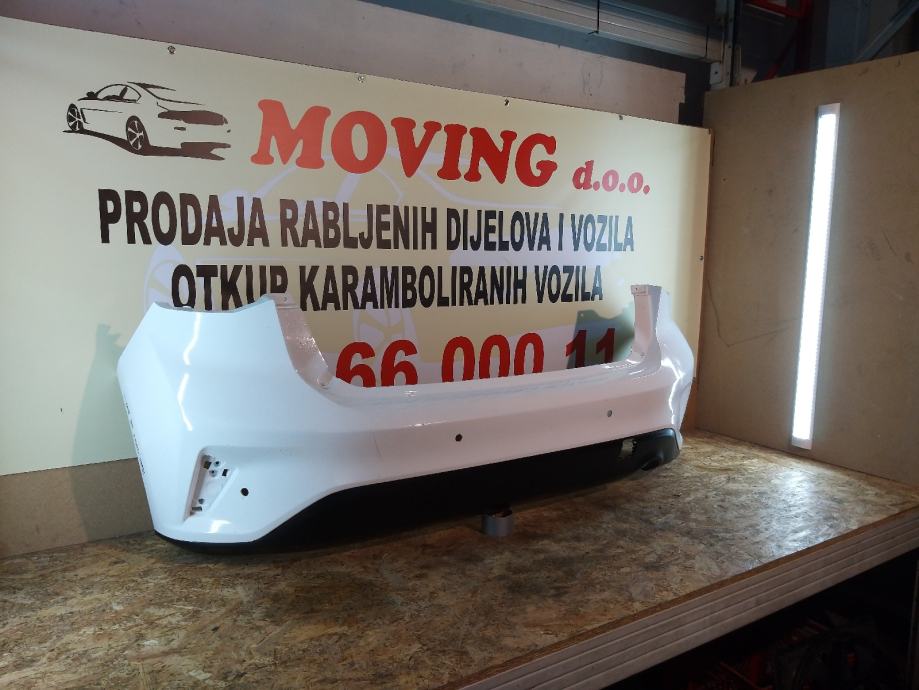 MOVING d.o.o.
PRODAJA RABLJENIH DIJELOVA I VOZILA
OTKUP KARAMBOLIRANIH VOZILA
66 000 11